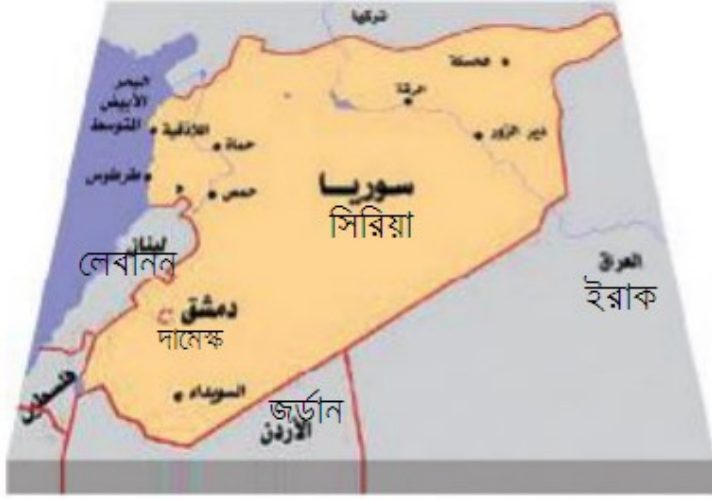 تركيا
الحسكة
البحر
الأبيض
المتوسط
الرقة
اللاذقية
دير الزور
حماة
طرطوس
حمص
سوريا
সিরিয়া
لبنان
লেবানন
العراق
ইরাক
دمشق
দামেস্ক
فلسطين
السويداء
জর্ডান
الأردن